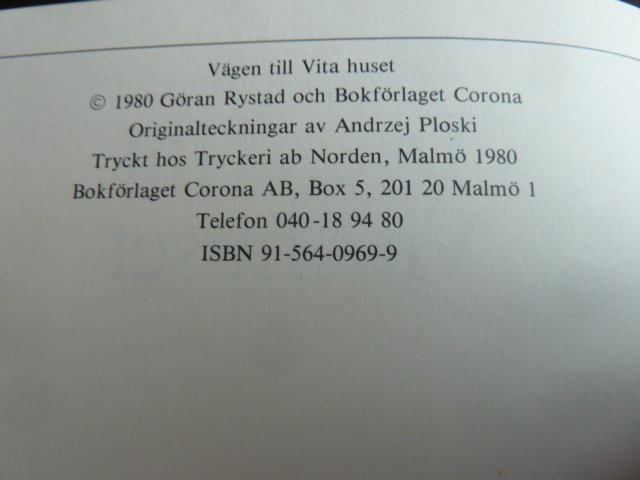 Vägen till Vita huset
© 1980 Göran Rystad och Bokförlaget Corona
Originalteckningar av Andrzej Ploski
Tryckt hos Tryckeri ab Norden, Malmö 1980
Bokförlaget Corona AB, Box 5, 201 20 Malmö 1
Telefon 040-18 94 80
ISBN 91-564-0969-9